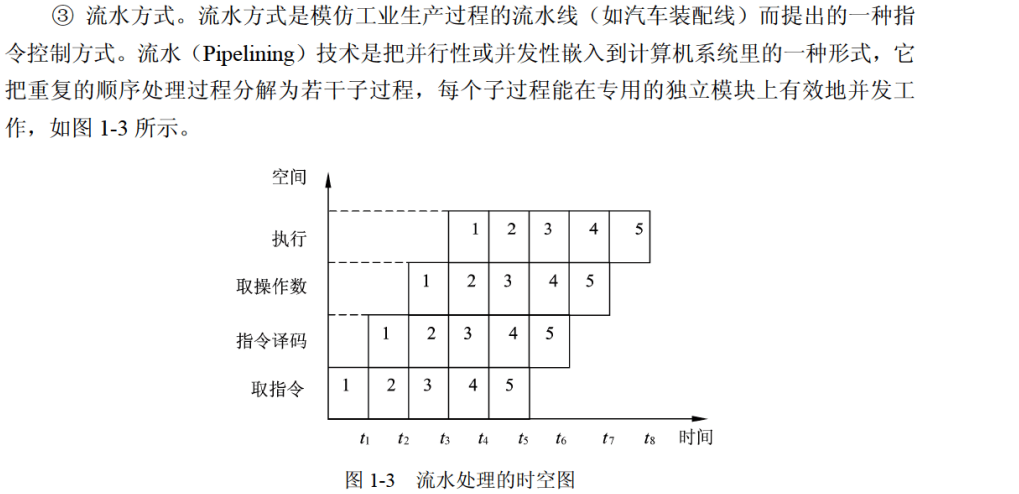 ③ 流水方式。流水方式是模仿工业生产过程的流水线（如汽车装配线）而提出的一种指
令控制方式。流水（Pipelining）技术是把并行性或并发性嵌入到计算机系统里的一种形式，它
把重复的顺序处理过程分解为若干子过程，每个子过程能在专用的独立模块上有效地并发工
作，如图 1-3 所示。
空间
执行 1 2 3 4 5
取操作数 1 2 3 4 5
指令译码 1 2 3 4 5
取指令 1 2 3 4 5
t1 t2 t3 t4 t5 t6 t7 t8 时间
图 1-3 流水处理的时空图